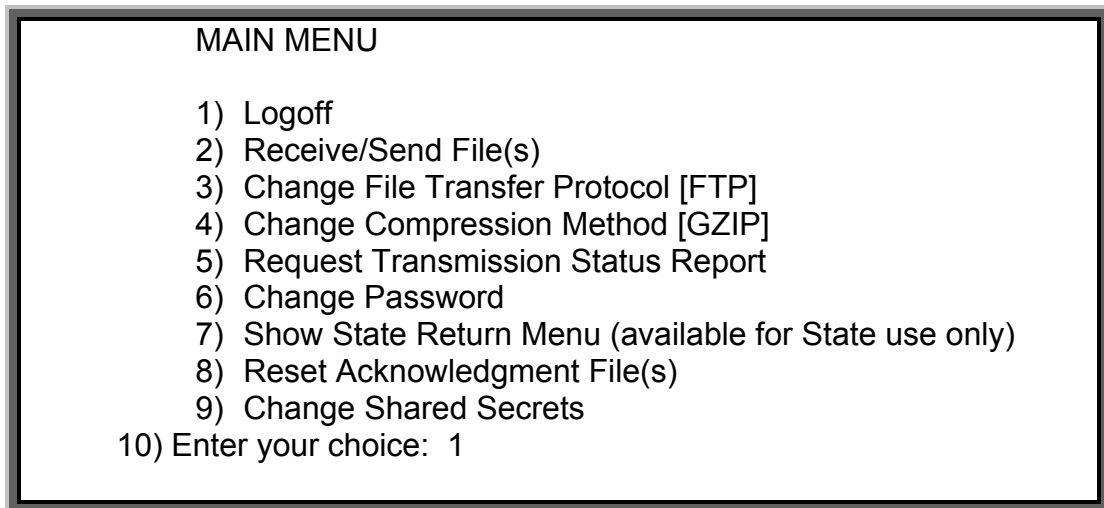 MAIN MENU
1) Logoff
2) Receive/Send File(s)
3) Change File Transfer Protocol [FTP]
4) Change Compression Method [GZIP]
5) Request Transmission Status Report
6) Change Password
7) Show State Return Menu (available for State use only)
8) Reset Acknowledgment File(s)
9) Change Shared Secrets
10) Enter your choice: 1